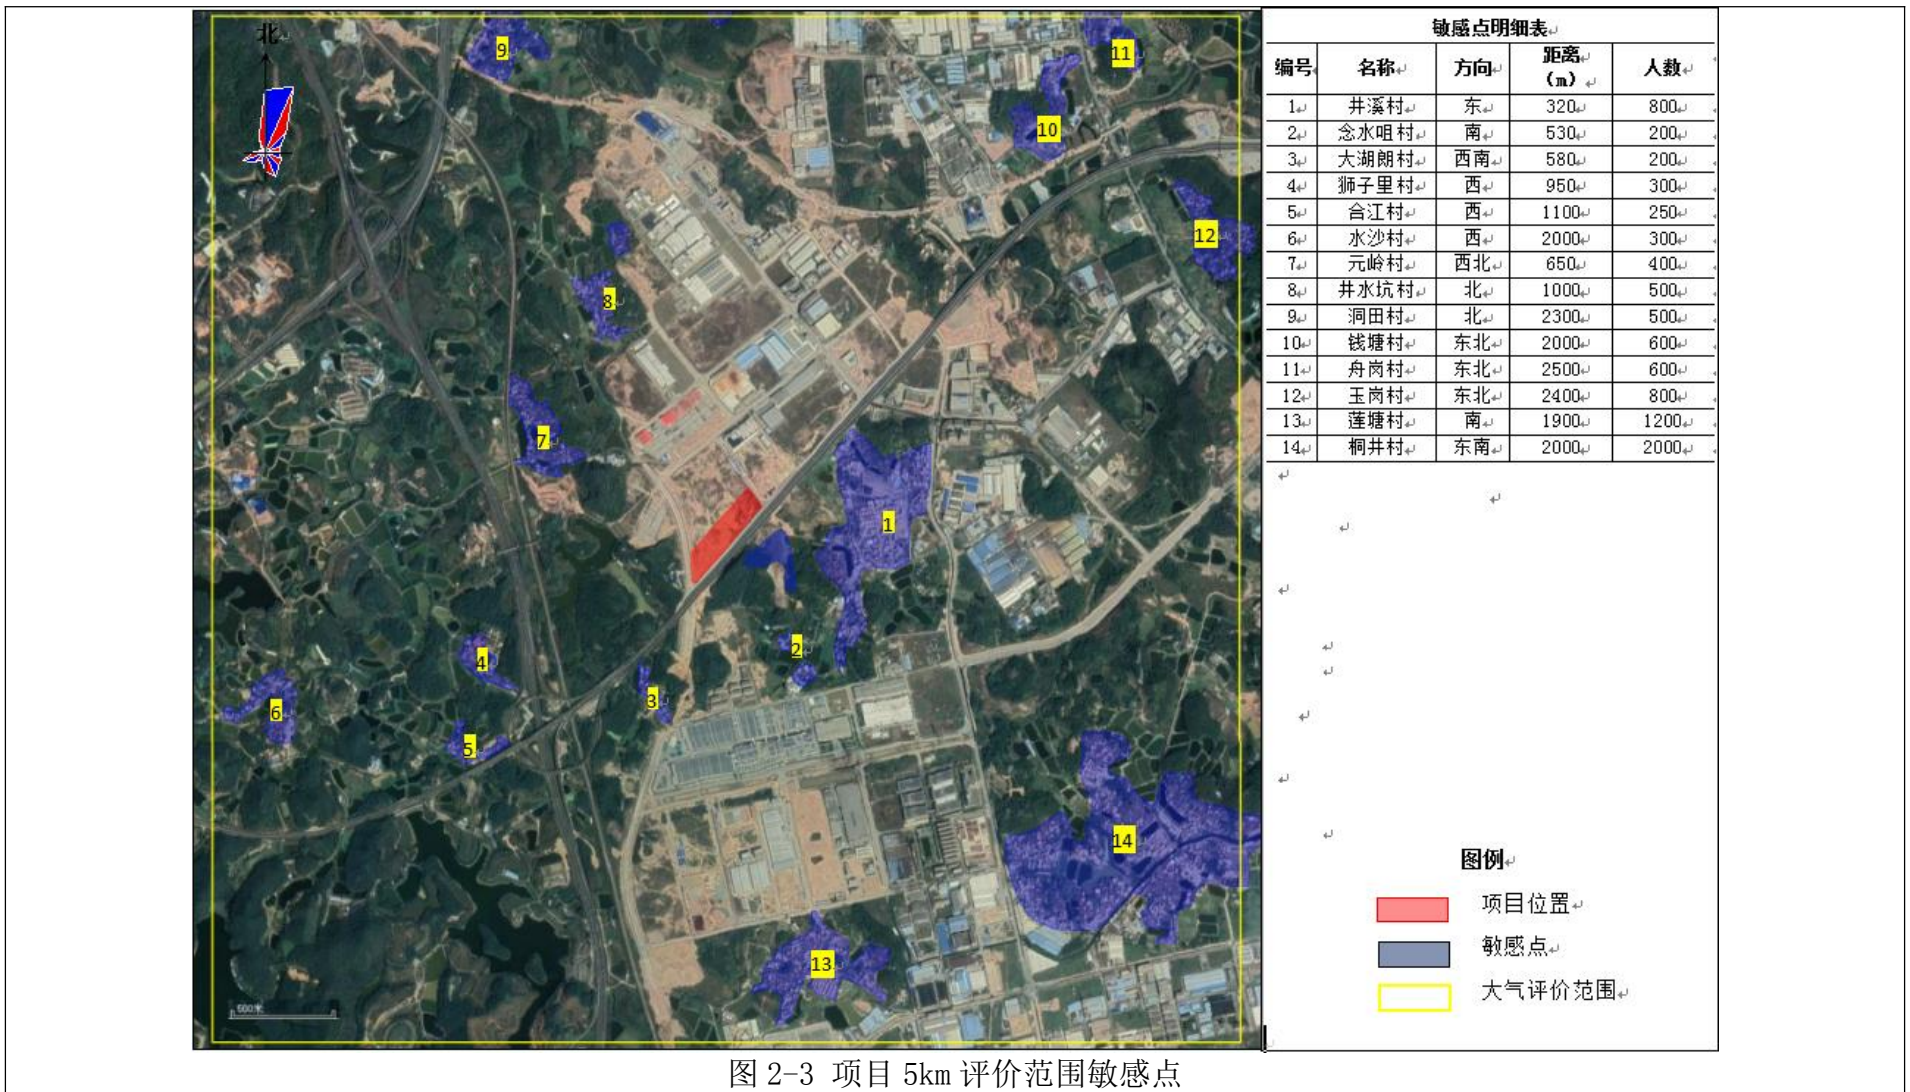 北
9
11
10
12
8
7
1
2
4
3
6
5
14
13
500米
敏感点明细表
编号 名称 方向 距离（m） 人数
1 井溪村 东 320 800
2 念水咀村 南 530 200
3 大湖朗村 西南 580 200
4 狮子里村 西 950 300
5 合江村 西 1100 250
6 水沙村 西 2000 300
7 元岭村 西北 650 400
8 井水坑村 北 1000 500
9 洞田村 北 2300 500
10 钱塘村 东北 2000 600
11 舟岗村 东北 2500 600
12 玉岗村 东北 2400 800
13 莲塘村 南 1900 1200
14 桐井村 东南 2000 2000
图例
项目位置
敏感点
大气评价范围
图 2-3 项目 5km 评价范围敏感点